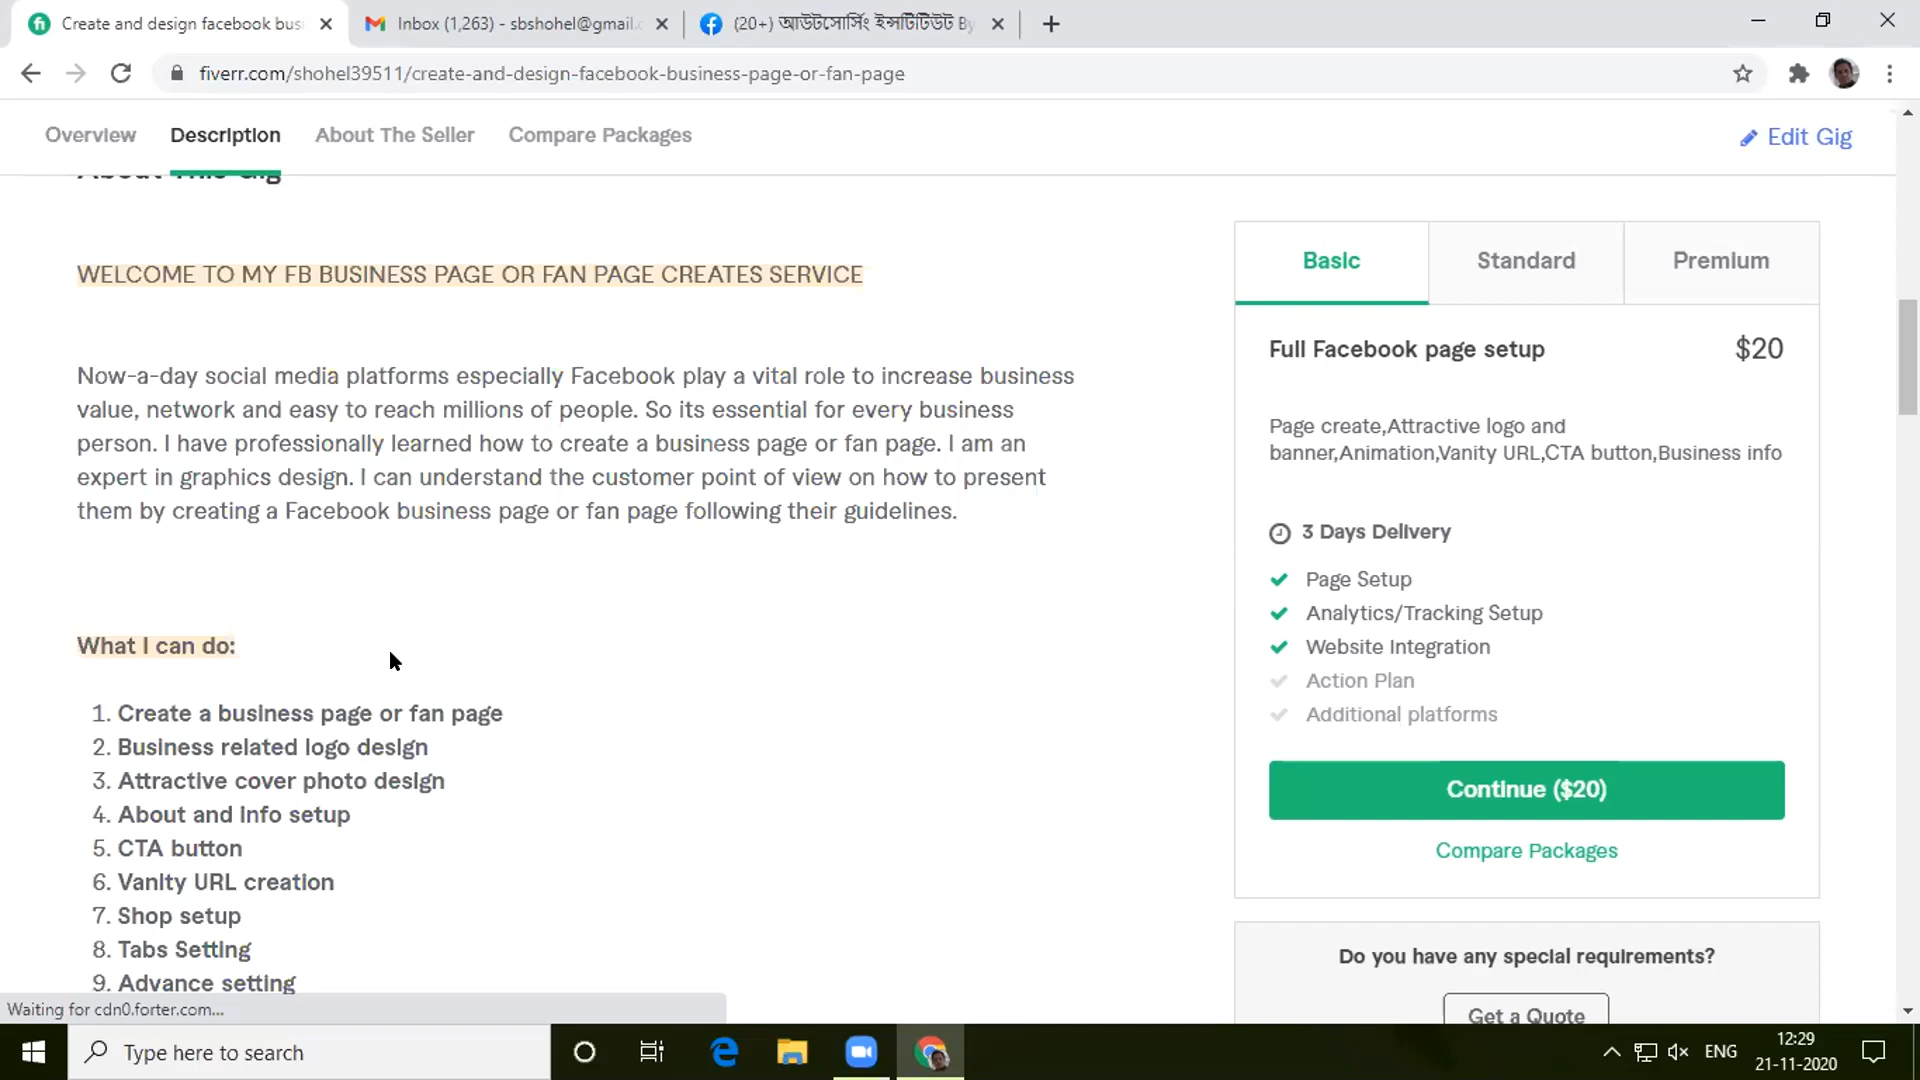 Create and design facebook busi
Inbox (1,263) - sbshohel@gmail.c
(20+) আউটসোর্সিং ইন্সটিটিউট By
fiverr.com/shohel39511/create-and-design-facebook-business-page-or-fan-page
Overview
Description
About The Seller
Compare Packages
Edit Gig
About This Gig
WELCOME TO MY FB BUSINESS PAGE OR FAN PAGE CREATES SERVICE
Now-a-day social media platforms especially Facebook play a vital role to increase business
value, network and easy to reach millions of people. So its essential for every business
person. I have professionally learned how to create a business page or fan page. I am an
expert in graphics design. I can understand the customer point of view on how to present
them by creating a Facebook business page or fan page following their guidelines.
What I can do:
1. Create a business page or fan page
2. Business related logo design
3. Attractive cover photo design
4. About and info setup
5. CTA button
6. Vanity URL creation
7. Shop setup
8. Tabs Setting
9. Advance setting
Basic
Standard
Premium
Full Facebook page setup
$20
Page create,Attractive logo and
banner,Animation,Vanity URL,CTA button,Business info
3 Days Delivery
Page Setup
Analytics/Tracking Setup
Website Integration
Action Plan
Additional platforms
Continue ($20)
Compare Packages
Do you have any special requirements?
Get a Quote
Waiting for cdn0.forter.com...
Type here to search
ENG
12:29
21-11-2020